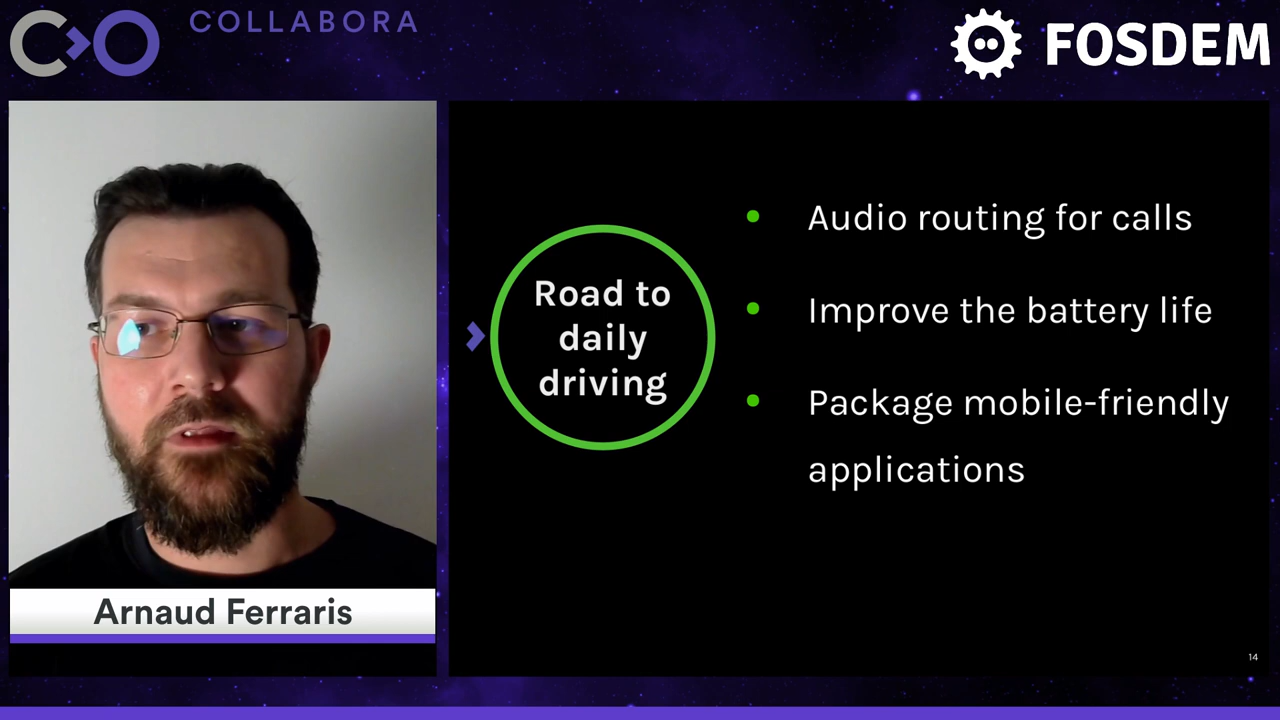 COLLABORA
FOSDEM
Arnaud Ferraris
Road to
daily
driving
Audio routing for calls
Improve the battery life
Package mobile-friendly
applications
14